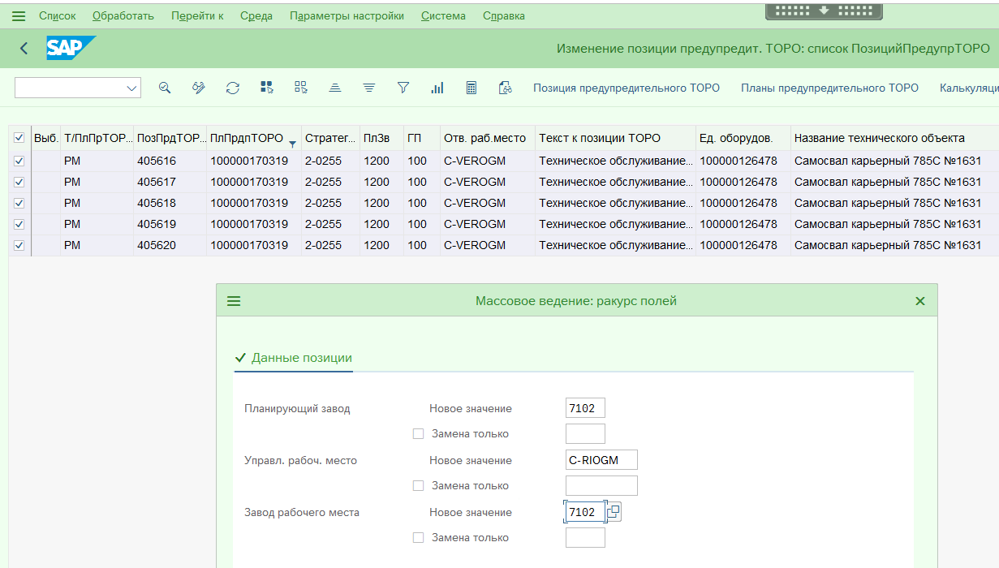 Список Обработать Перейти к Среда Параметры настройки Система Справка
SAP Изменение позиции предупредит. ТОРО: список ПозицийПредупрТОРО
Позиция предупредительного ТОРО Планы предупредительного ТОРО Калькуляци
Выб. Т/ПлПрТОР... ПозПрдТОР... ПлПрдпТОРО Стратег... ПлЗв ГП Отв. раб.место Текст к позиции ТОРО Ед. оборудов. Название технического объекта
PM 405616 100000170319 2-0255 1200 100 C-VEROGM Техническое обслуживание... 100000126478 Самосвал карьерный 785С №1631
PM 405617 100000170319 2-0255 1200 100 C-VEROGM Техническое обслуживание... 100000126478 Самосвал карьерный 785С №1631
PM 405618 100000170319 2-0255 1200 100 C-VEROGM Техническое обслуживание... 100000126478 Самосвал карьерный 785С №1631
PM 405619 100000170319 2-0255 1200 100 C-VEROGM Техническое обслуживание... 100000126478 Самосвал карьерный 785С №1631
PM 405620 100000170319 2-0255 1200 100 C-VEROGM Техническое обслуживание... 100000126478 Самосвал карьерный 785С №1631
Массовое ведение: ракурс полей
Данные позиции
Планирующий завод Новое значение 7102
Замена только
Управл. рабоч. место Новое значение C-RIOGM
Замена только
Завод рабочего места Новое значение 7102
Замена только